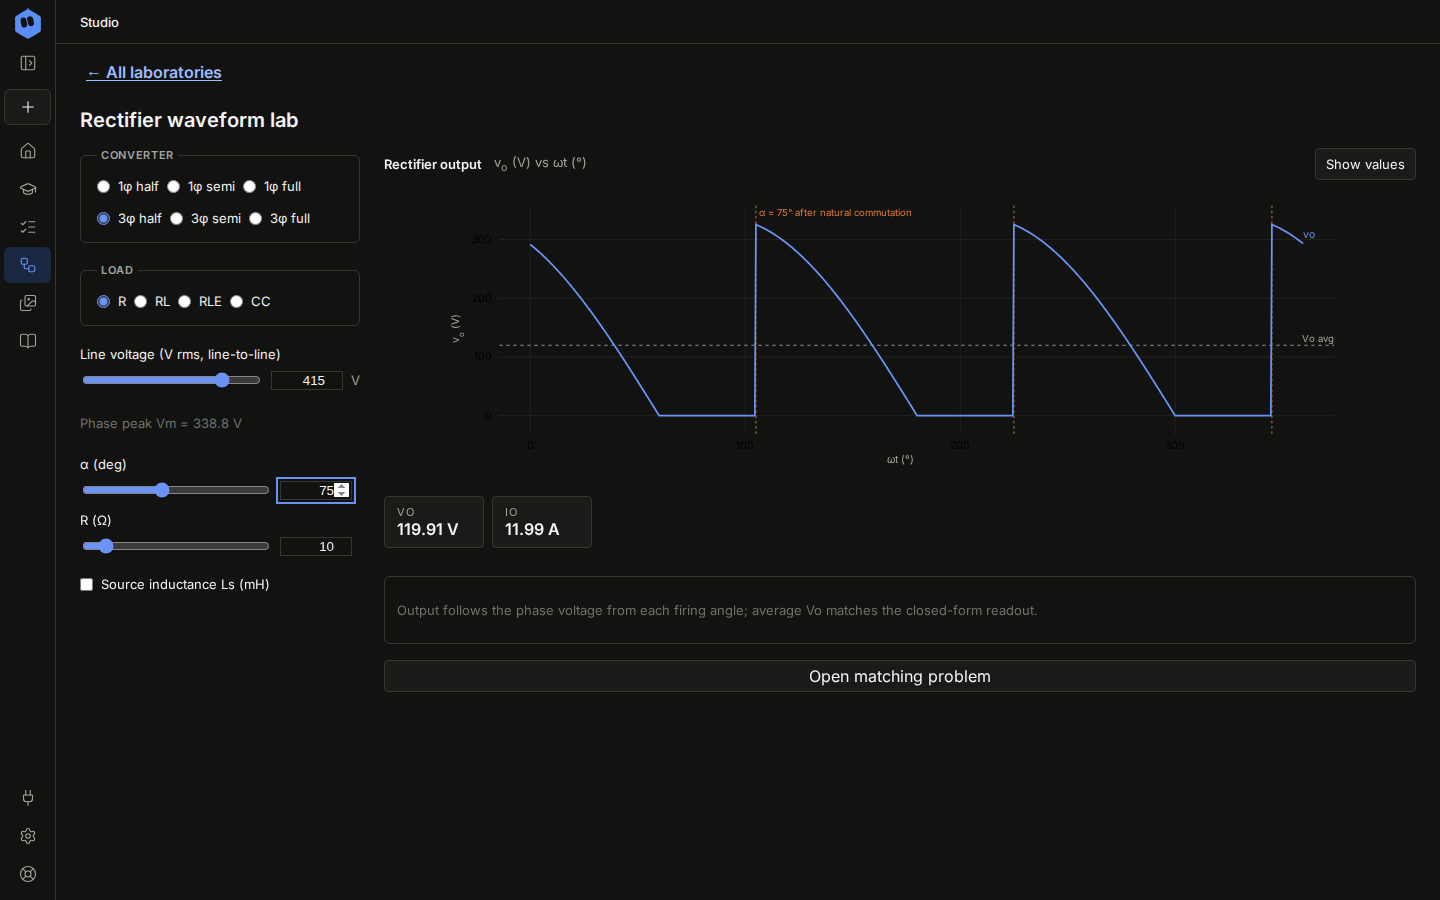 Studio
← All laboratories
Rectifier waveform lab
CONVERTER
1φ half 1φ semi 1φ full
3φ half 3φ semi 3φ full
LOAD
R RL RLE CC
Line voltage (V rms, line-to-line)
415 V
Phase peak Vm = 338.8 V
α (deg)
75
R (Ω)
10
Source inductance Ls (mH)
Rectifier output vo (V) vs ωt (°)
Show values
α = 75° after natural commutation
vo
300
200
100
0
vo (V)
Vo avg
0 100 200 300
ωt (°)
VO
119.91 V
IO
11.99 A
Output follows the phase voltage from each firing angle; average Vo matches the closed-form readout.
Open matching problem